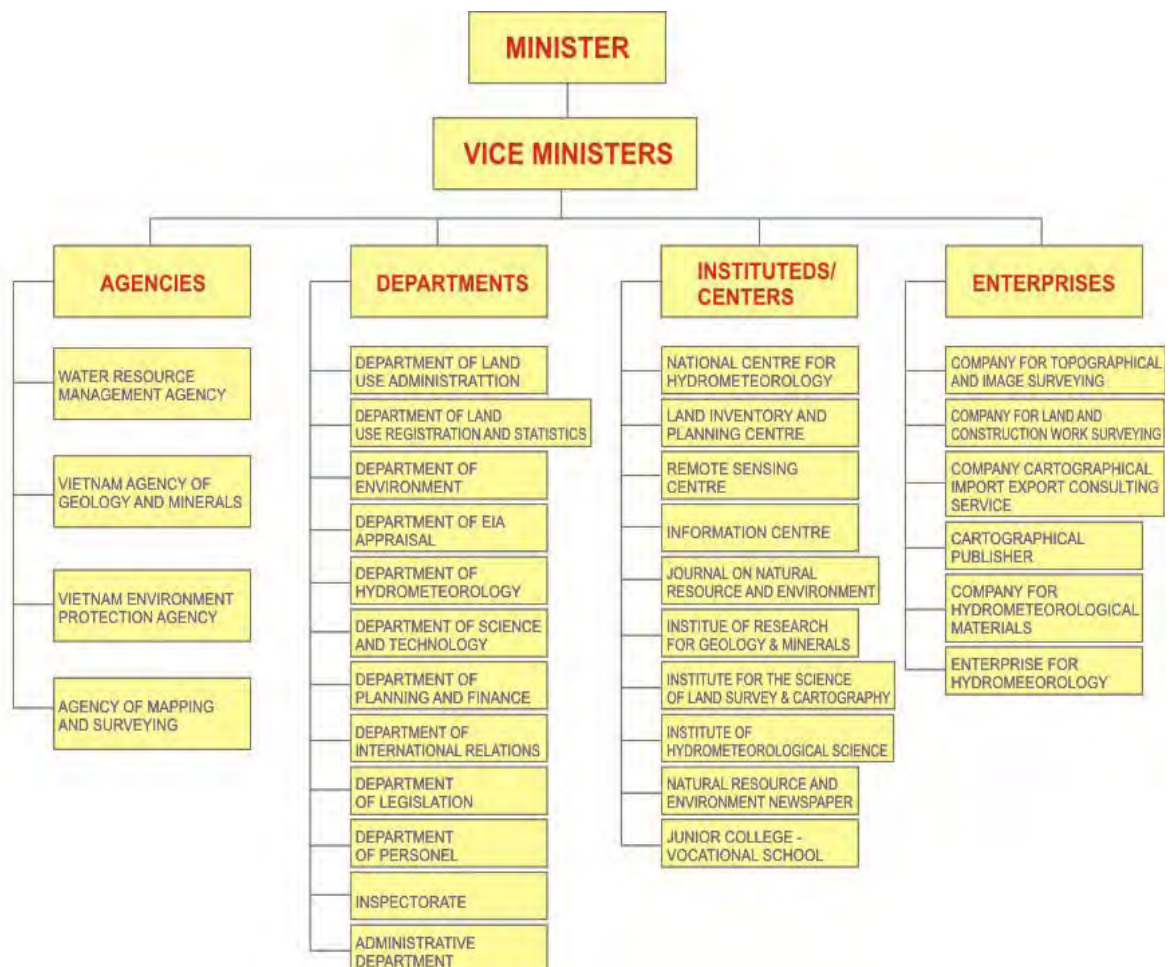 MINISTER
VICE MINISTERS
AGENCIES
WATER RESOURCE
MANAGEMENT AGENCY
VIETNAM AGENCY OF
GEOLOGY AND MINERALS
VIETNAM ENVIRONMENT
PROTECTION AGENCY
AGENCY OF MAPPING
AND SURVEYING
DEPARTMENTS
DEPARTMENT OF LAND
USE ADMINISTRATTION
DEPARTMENT OF LAND
USE REGISTRATION AND STATISTICS
DEPARTMENT OF
ENVIRONMENT
DEPARTMENT OF EIA
APPRAISAL
DEPARTMENT OF
HYDROMETEOROLOGY
DEPARTMENT OF SCIENCE
AND TECHNOLOGY
DEPARTMENT OF
PLANNING AND FINANCE
DEPARTMENT OF
INTERNATIONAL RELATIONS
DEPARTMENT
OF LEGISLATION
DEPARTMENT
OF PERSONEL
INSPECTORATE
ADMINISTRATIVE
DEPARTMENT
INSTITUTEDS/
CENTERS
NATIONAL CENTRE FOR
HYDROMETEOROLOGY
LAND INVENTORY AND
PLANNING CENTRE
REMOTE SENSING
CENTRE
INFORMATION CENTRE
JOURNAL ON NATURAL
RESOURCE AND ENVIRONMENT
INSTITUE OF RESEARCH
FOR GEOLOGY & MINERALS
INSTITUTE FOR THE SCIENCE
OF LAND SURVEY & CARTOGRAPHY
INSTITUTE OF
HYDROMETEOROLOGICAL SCIENCE
NATURAL RESOURCE AND
ENVIRONMENT NEWSPAPER
JUNIOR COLLEGE -
VOCATIONAL SCHOOL
ENTERPRISES
COMPANY FOR TOPOGRAPHICAL
AND IMAGE SURVEYING
COMPANY FOR LAND AND
CONSTRUCTION WORK SURVEYING
COMPANY CARTOGRAPHICAL
IMPORT EXPORT CONSULTING
SERVICE
CARTOGRAPHICAL
PUBLISHER
COMPANY FOR
HYDROMETEOROLOGICAL
MATERIALS
ENTERPRISE FOR
HYDROMEEOROLOGY